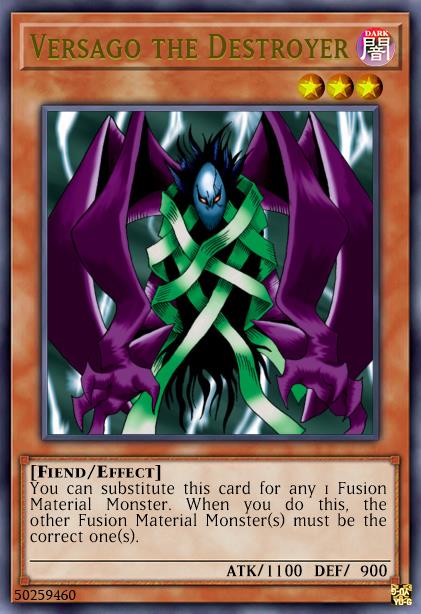 VERSAGO THE DESTROYER
DARK
闇
[FIEND/EFFECT]
You can substitute this card for any 1 Fusion
Material Monster. When you do this, the
other Fusion Material Monster(s) must be the
correct one(s).
ATK/1100 DEF/ 900
50259460